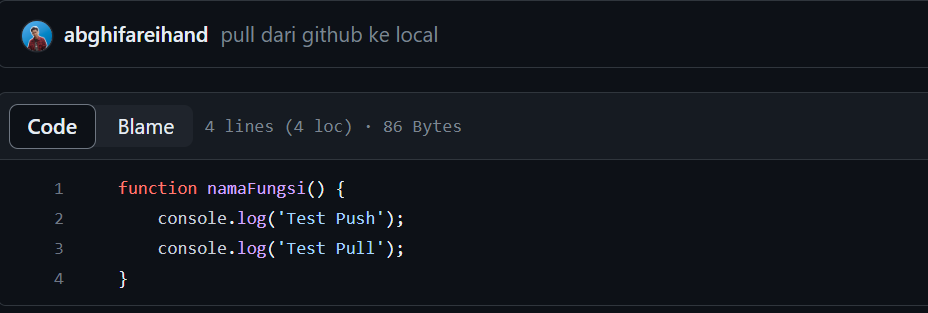 abghifareihand pull dari github ke local
Code Blame 4 lines (4 loc) · 86 Bytes
1 function namaFungsi() {
2 console.log('Test Push');
3 console.log('Test Pull');
4 }